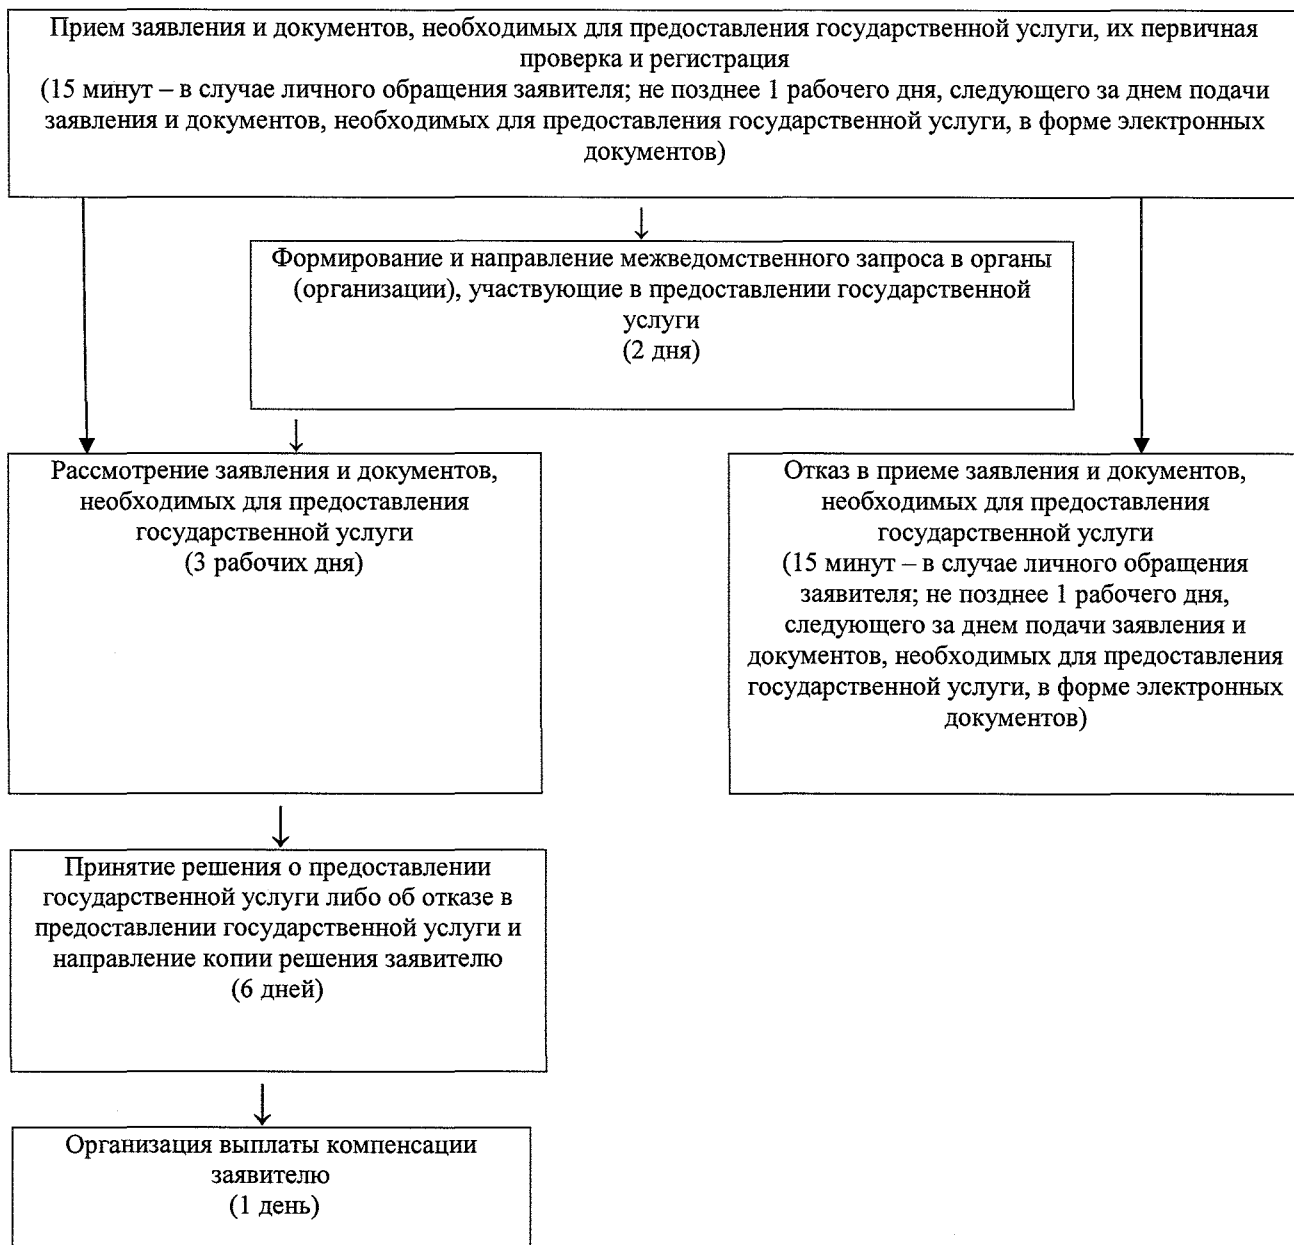 Прием заявления и документов, необходимых для предоставления государственной услуги, их первичная
проверка и регистрация
(15 минут – в случае личного обращения заявителя; не позднее 1 рабочего дня, следующего за днем подачи
заявления и документов, необходимых для предоставления государственной услуги, в форме электронных
документов)
Формирование и направление межведомственного запроса в органы
(организации), участвующие в предоставлении государственной
услуги
(2 дня)
Рассмотрение заявления и документов,
необходимых для предоставления
государственной услуги
(3 рабочих дня)
Отказ в приеме заявления и документов,
необходимых для предоставления
государственной услуги
(15 минут – в случае личного обращения
заявителя; не позднее 1 рабочего дня,
следующего за днем подачи заявления и
документов, необходимых для предоставления
государственной услуги, в форме электронных
документов)
Принятие решения о предоставлении
государственной услуги либо об отказе в
предоставлении государственной услуги и
направление копии решения заявителю
(6 дней)
Организация выплаты компенсации
заявителю
(1 день)